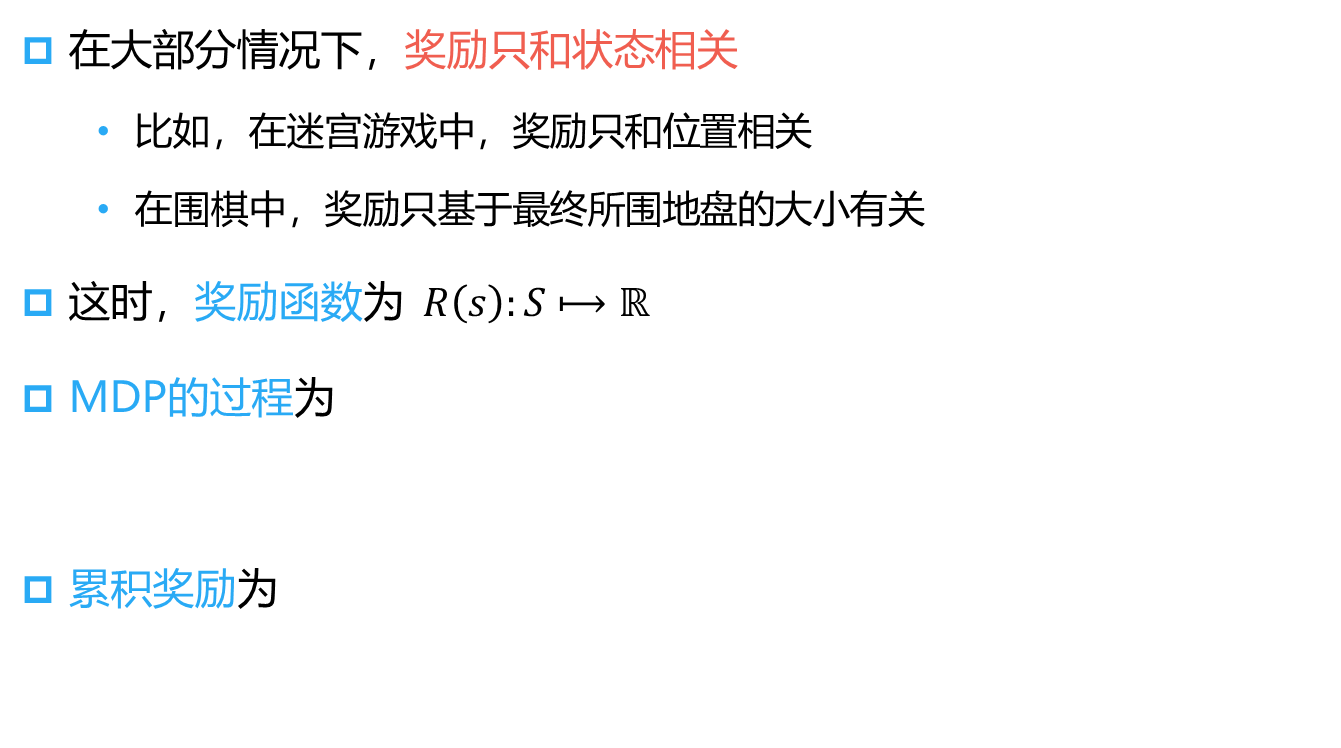 在大部分情况下，奖励只和状态相关
• 比如，在迷宫游戏中，奖励只和位置相关
• 在围棋中，奖励只基于最终所围地盘的大小有关
这时，奖励函数为 R(s): S ↦ ℝ
MDP的过程为
累积奖励为